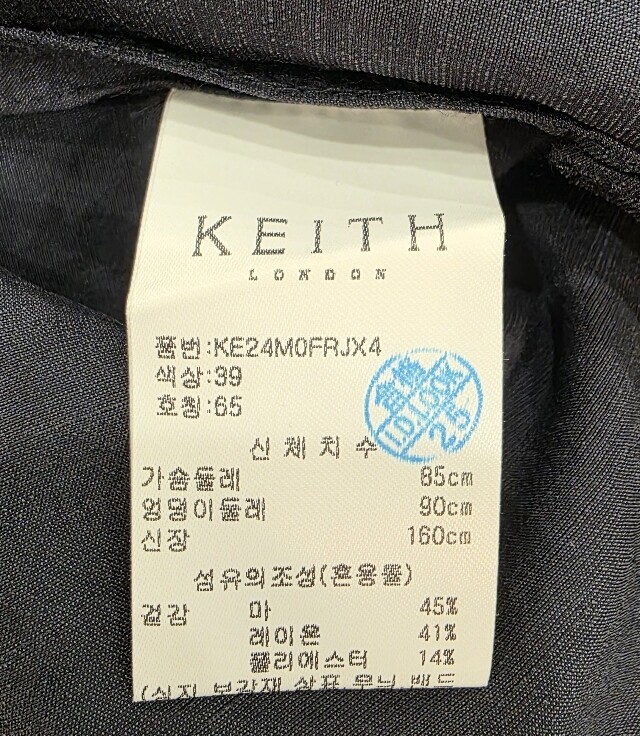 KEITH
LONDON
품번:KE24M0FRJX4
색상:39
호칭:65
신체치수
가슴둘레 85cm
엉덩이둘레 90cm
신장 160cm
섬유의조성(혼용률)
겉감 마 45%
레이온 41%
폴리에스터 14%